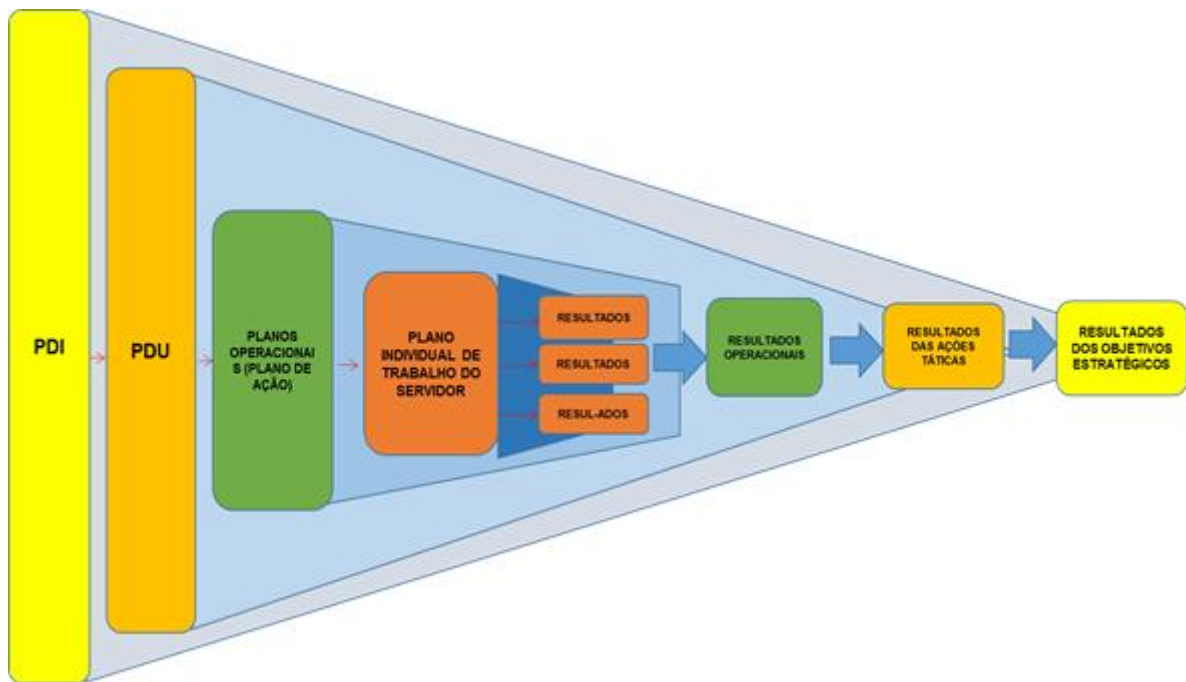 PDI
PDU
PLANOS
OPERACIONAI
S (PLANO DE
AÇÃO)
PLANO
INDIVIDUAL DE
TRABALHO DO
SERVIDOR
RESULTADOS
RESULTADOS
RESUL-ADOS
RESULTADOS
OPERACIONAIS
RESULTADOS
DAS AÇÕES
TÁTICAS
RESULTADOS
DOS OBJETIVOS
ESTRATÉGICOS